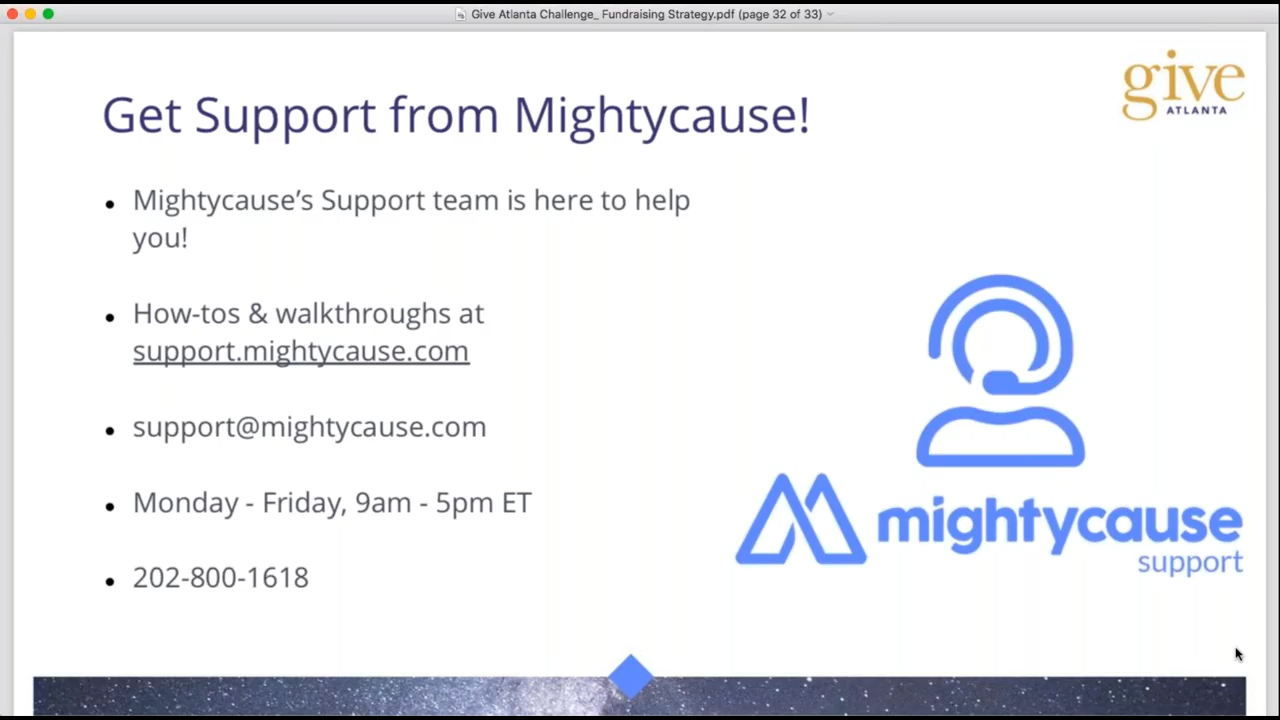 Give Atlanta Challenge_ Fundraising Strategy.pdf (page 32 of 33)
give
ATLANTA
Get Support from Mightycause!
• Mightycause’s Support team is here to help
you!
• How-tos & walkthroughs at
support.mightycause.com
• support@mightycause.com
• Monday - Friday, 9am - 5pm ET
• 202-800-1618
mightycause
support